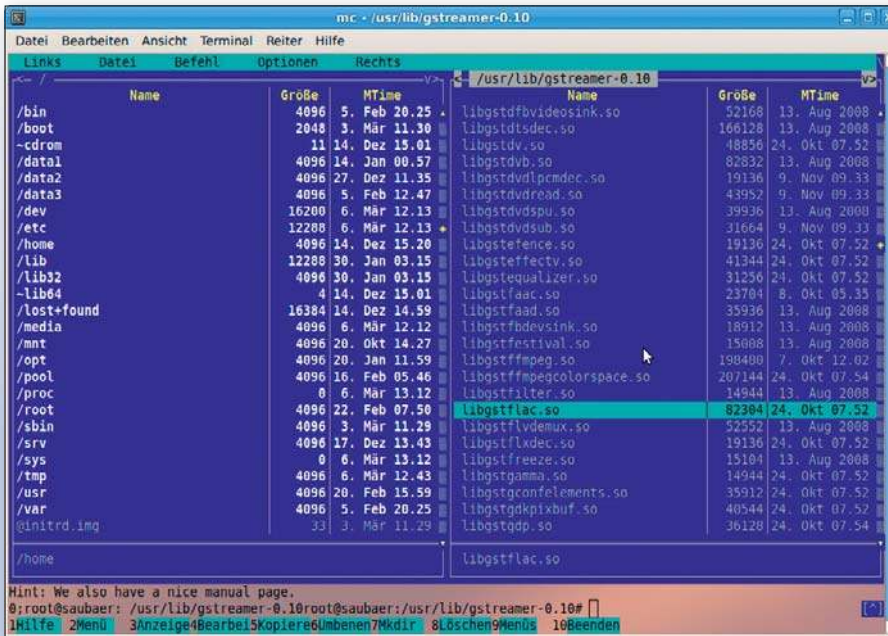 mc - /usr/lib/gstreamer-0.10
Datei Bearbeiten Ansicht Terminal Reiter Hilfe
Links Datei Befehl Optionen Rechts
<= / v>
Name Größe MTime
/bin 4096 5. Feb 20.25
/boot 2048 3. Mär 11.30
~cdrom 11 14. Dez 15.01
/data1 4096 14. Jan 00.57
/data2 4096 27. Dez 11.35
/data3 4096 5. Feb 12.47
/dev 16200 6. Mär 12.13
/etc 12288 6. Mär 12.13
/home 4096 14. Dez 15.20
/lib 12288 30. Jan 03.15
/lib32 4096 30. Jan 03.15
~lib64 4 14. Dez 15.01
/lost+found 16384 14. Dez 14.59
/media 4096 6. Mär 12.12
/mnt 4096 20. Okt 14.27
/opt 4096 20. Jan 11.59
/pool 4096 16. Feb 05.46
/proc 0 6. Mär 13.12
/root 4096 22. Feb 07.50
/sbin 4096 3. Mär 11.29
/srv 4096 17. Dez 13.43
/sys 0 6. Mär 13.12
/tmp 4096 6. Mär 12.43
/usr 4096 20. Feb 15.59
/var 4096 5. Feb 20.25
@initrd.img 33 3. Mär 11.29
/home
< /usr/lib/gstreamer-0.10 v>
Name Größe MTime
libgstdfbvideosink.so 52168 13. Aug 2008
libgstdtsdec.so 166128 13. Aug 2008
libgstdv.so 48856 24. Okt 07.52
libgstdvb.so 82832 13. Aug 2008
libgstdvdlpcmdec.so 19136 9. Nov 09.33
libgstdvdread.so 43952 9. Nov 09.33
libgstdvdspu.so 39936 13. Aug 2008
libgstdvdsub.so 31664 9. Nov 09.33
libgstefence.so 19136 24. Okt 07.52
libgsteffectv.so 41344 24. Okt 07.52
libgstequalizer.so 31256 24. Okt 07.52
libgstfaac.so 23704 8. Okt 05.35
libgstfaad.so 35936 13. Aug 2008
libgstfbdevsink.so 18912 13. Aug 2008
libgstfestival.so 15008 13. Aug 2008
libgstffmpeg.so 198400 7. Okt 12.02
libgstffmpegcolorspace.so 207144 24. Okt 07.54
libgstfilter.so 14944 13. Aug 2008
libgstflac.so 82304 24. Okt 07.52
libgstflvdemux.so 52552 13. Aug 2008
libgstflxdec.so 19136 24. Okt 07.52
libgstfreeze.so 15104 13. Aug 2008
libgstgamma.so 14944 24. Okt 07.52
libgstgconfelements.so 35912 24. Okt 07.52
libgstgdkpixbuf.so 40544 24. Okt 07.52
libgstgdp.so 36128 24. Okt 07.54
libgstflac.so
Hint: We also have a nice manual page.
0;root@saubaer: /usr/lib/gstreamer-0.10root@saubaer:/usr/lib/gstreamer-0.10# [^]
1Hilfe 2Menü 3Anzeige4Bearbei5Kopiere6Umbenen7Mkdir 8Löschen9Menüs 10Beenden